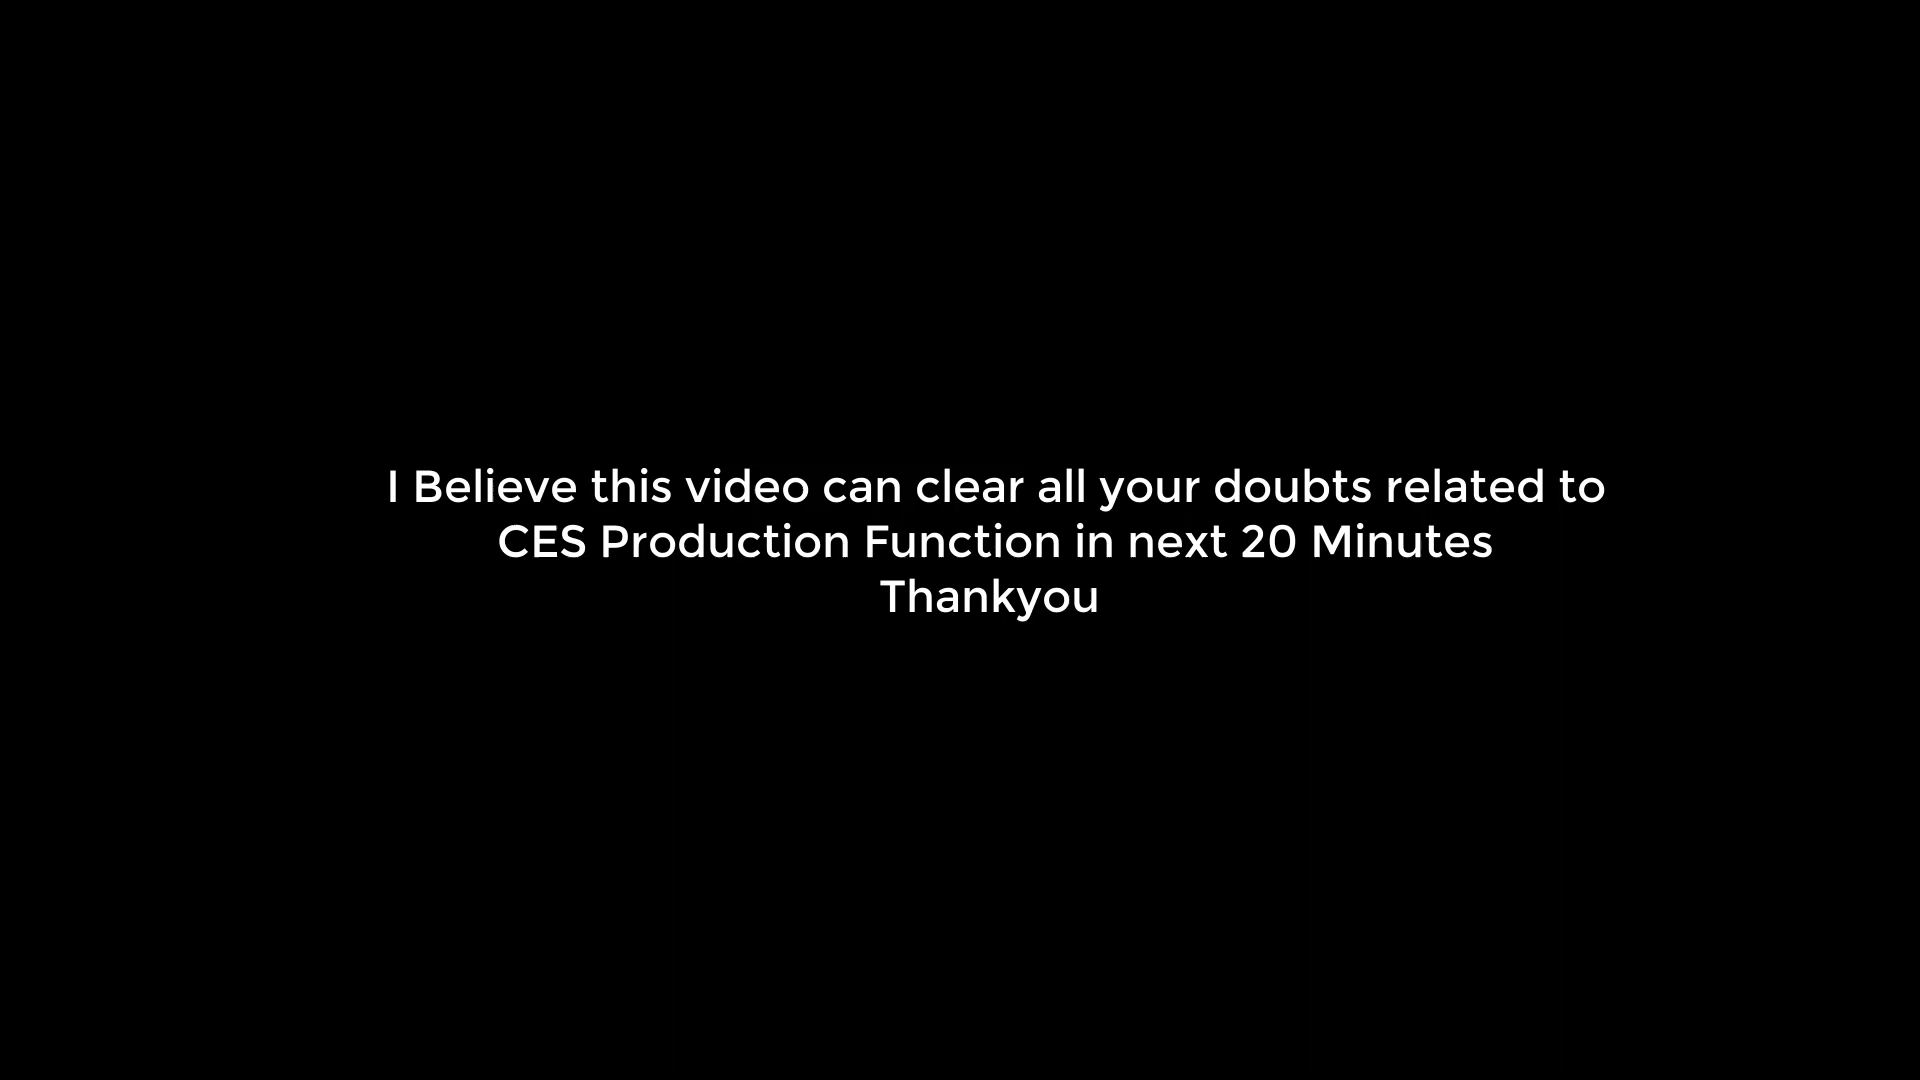 I Believe this video can clear all your doubts related to
CES Production Function in next 20 Minutes
Thankyou